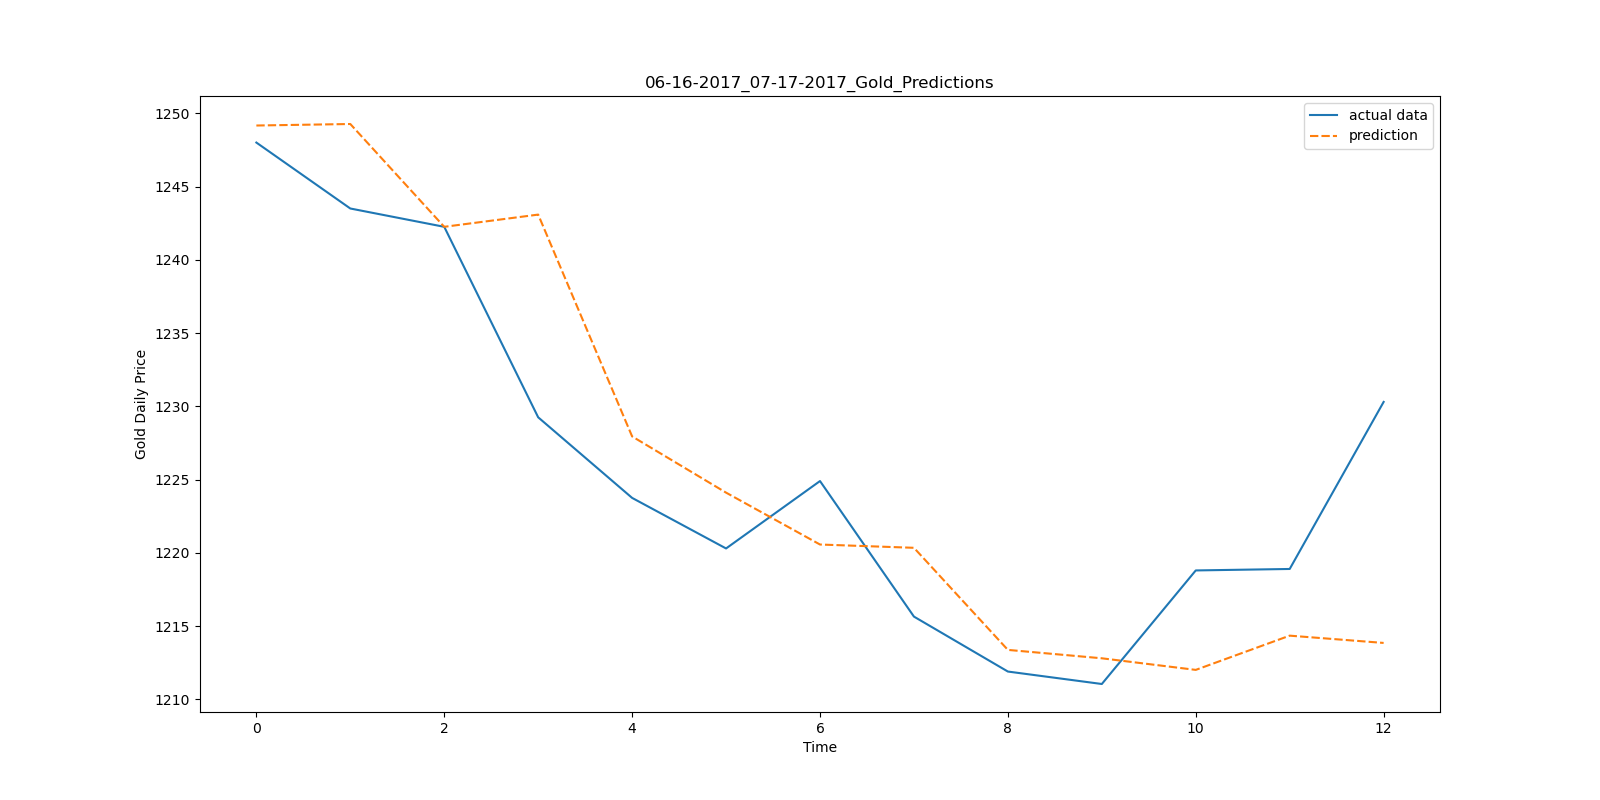 06-16-2017_07-17-2017_Gold_Predictions
actual data
prediction
1250
1245
1240
1235
1230
1225
1220
1215
1210
Gold Daily Price
0 2 4 6 8 10 12
Time